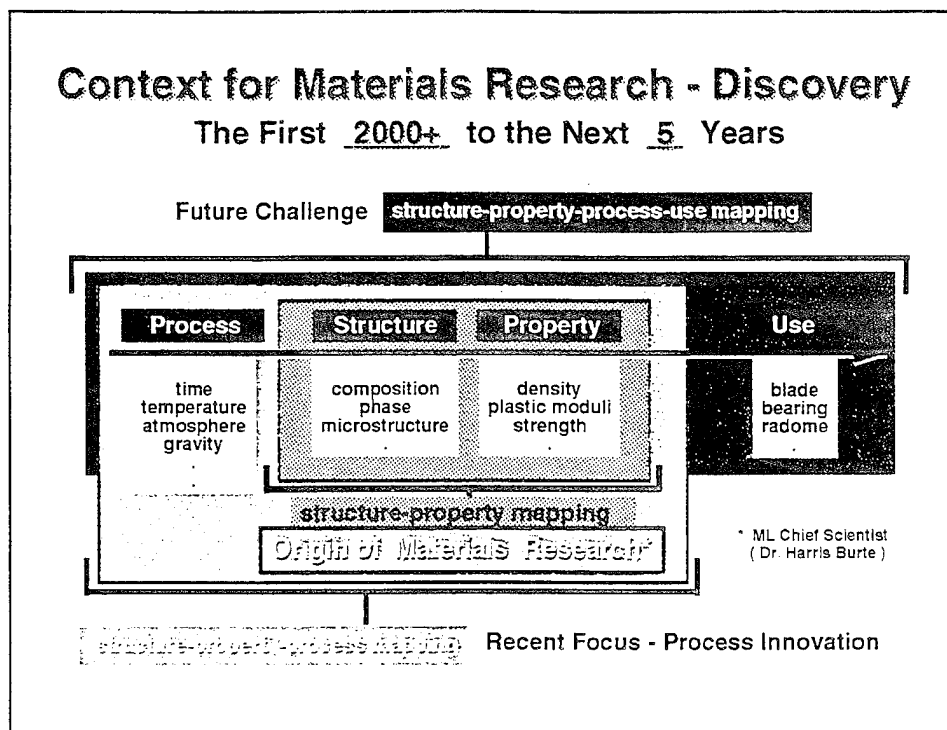 Context for Materials Research - Discovery
The First 2000+ to the Next 5 Years
Future Challenge structure-property-process-use mapping
Process Structure Property Use
time
temperature
atmosphere
gravity
.
composition
phase
microstructure
.
density
plastic moduli
strength
.
blade
bearing
radome
.
structure-property mapping
Origin of Materials Research*
* ML Chief Scientist
( Dr. Harris Burte )
structure-property-process mapping Recent Focus - Process Innovation